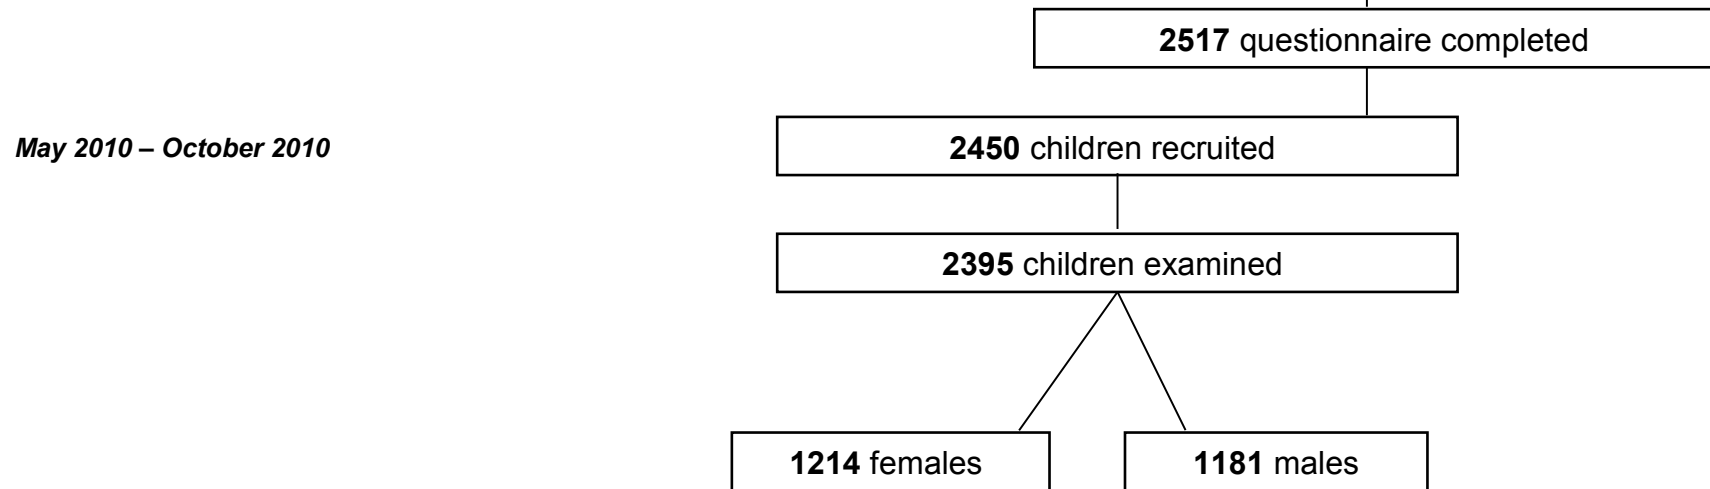 2517 questionnaire completed
May 2010 – October 2010
2450 children recruited
2395 children examined
1214 females
1181 males